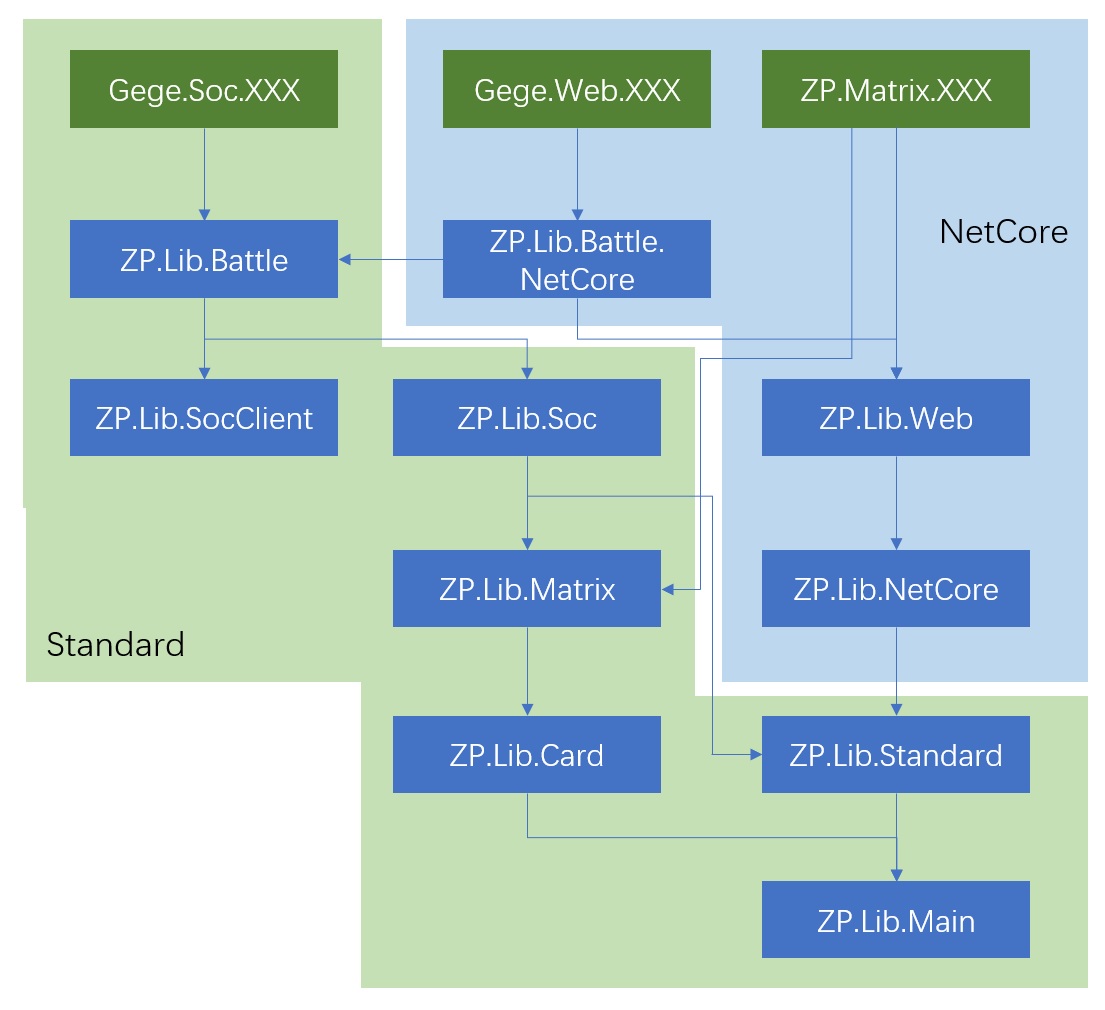 Gege.Soc.XXX
Gege.Web.XXX
ZP.Matrix.XXX
NetCore
ZP.Lib.Battle
ZP.Lib.Battle.
NetCore
ZP.Lib.SocClient
ZP.Lib.Soc
ZP.Lib.Web
ZP.Lib.Matrix
ZP.Lib.NetCore
Standard
ZP.Lib.Card
ZP.Lib.Standard
ZP.Lib.Main